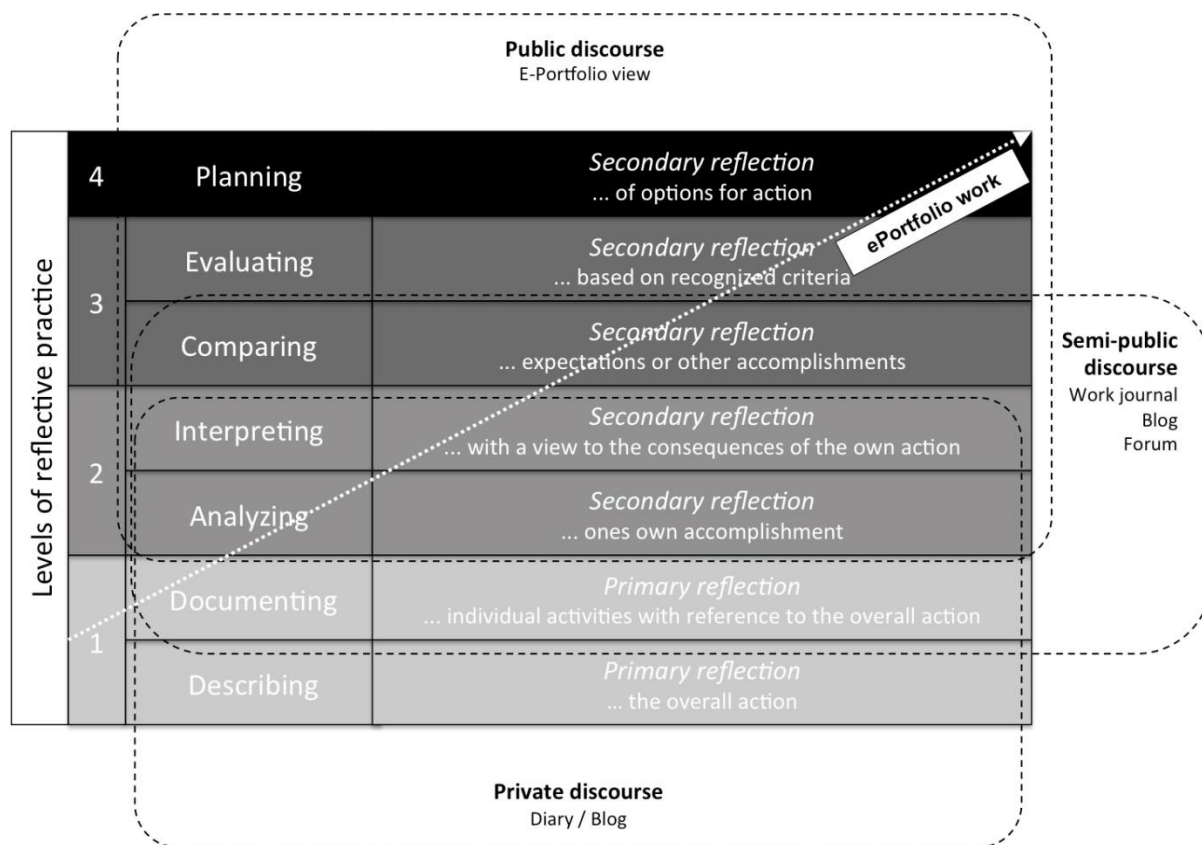 Public discourse
E-Portfolio view
Levels of reflective practice
4
Planning
Secondary reflection
... of options for action
ePortfolio work
3
Evaluating
Secondary reflection
... based on recognized criteria
Comparing
Secondary reflection
... expectations or other accomplishments
Semi-public
discourse
Work journal
Blog
Forum
2
Interpreting
Secondary reflection
... with a view to the consequences of the own action
Analyzing
Secondary reflection
... ones own accomplishment
1
Documenting
Primary reflection
... individual activities with reference to the overall action
Describing
Primary reflection
... the overall action
Private discourse
Diary / Blog